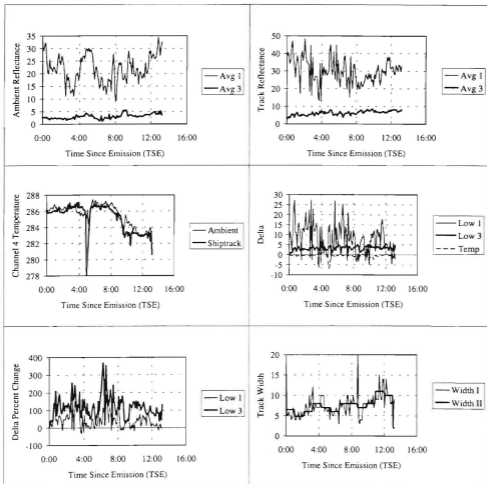 35
30
25
20
15
10
5
0
Ambient Reflectance
0:00 4:00 8:00 12:00 16:00
Time Since Emission (TSE)
Avg 1
Avg 3
50
40
30
20
10
0
Track Reflectance
0:00 4:00 8:00 12:00 16:00
Time Since Emission (TSE)
Avg 1
Avg 3
288
286
284
282
280
278
Channel 4 Temperature
0:00 4:00 8:00 12:00 16:00
Time Since Emission (TSE)
Ambient
Shiptrack
30
25
20
15
10
5
0
-5
-10
Delta
0:00 4:00 8:00 12:00 16:00
Time Since Emission (TSE)
Low 1
Low 3
Temp
400
300
200
100
0
-100
Delta Percent Change
0:00 4:00 8:00 12:00 16:00
Time Since Emission (TSE)
Low 1
Low 3
20
15
10
5
0
Track Width
0:00 4:00 8:00 12:00 16:00
Time Since Emission (TSE)
Width I
Width II